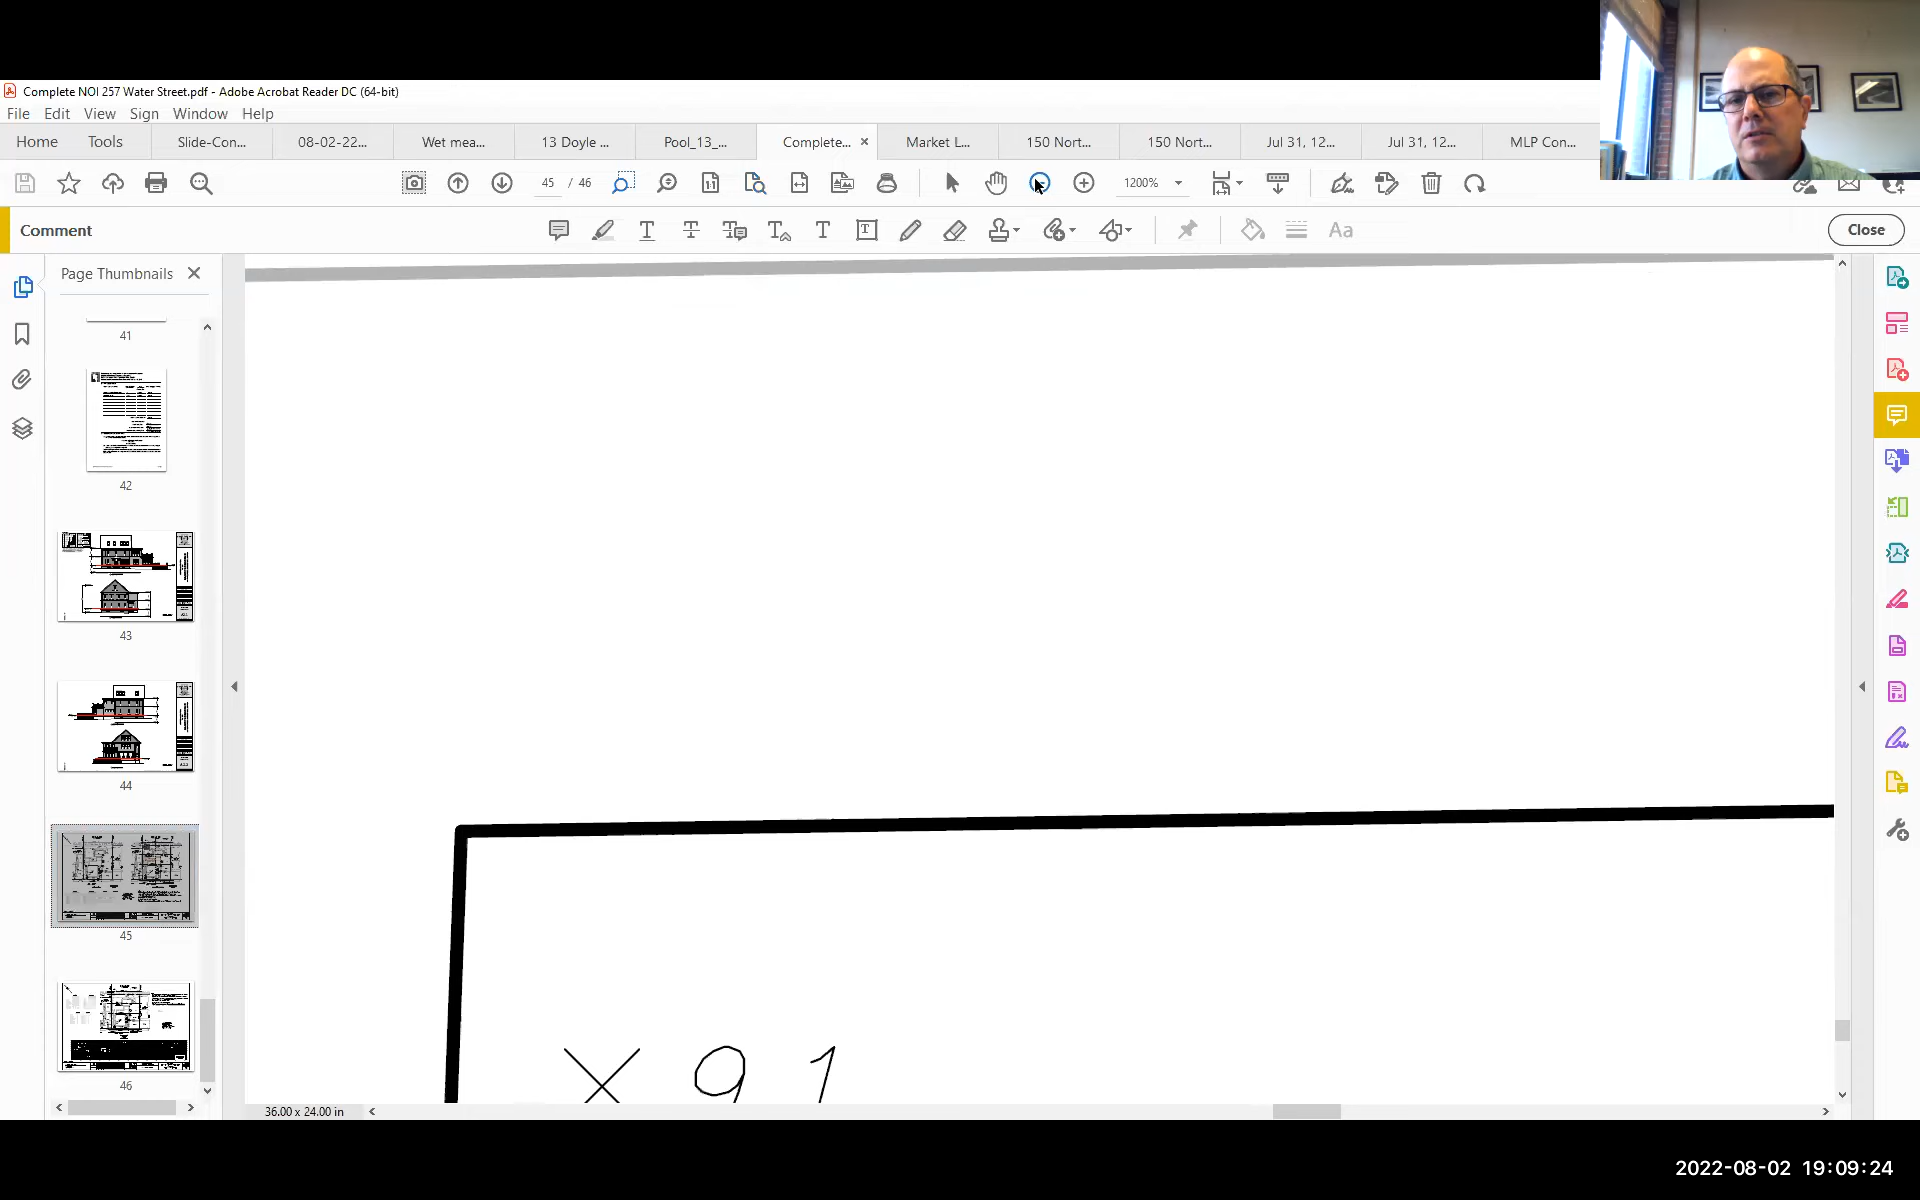 Complete NOI 257 Water Street.pdf - Adobe Acrobat Reader DC (64-bit)
File Edit View Sign Window Help
Home Tools Slide-Con... 08-02-22... Wet mea... 13 Doyle ... Pool_13_... Complete... Market L... 150 Nort... 150 Nort... Jul 31, 12... Jul 31, 12... MLP Con...
45 / 46 1200%
Comment Close
Page Thumbnails
41
42
43
44
45
46
× 9 1
36.00 x 24.00 in
2022-08-02 19:09:24